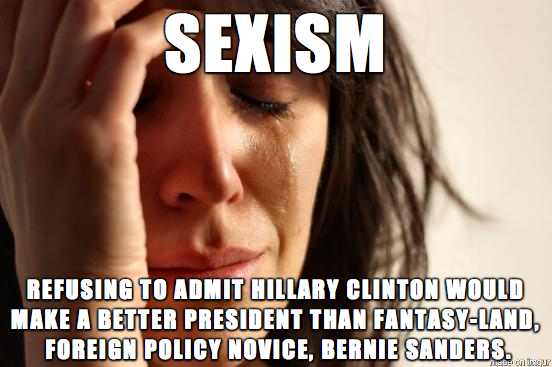 SEXISM
REFUSING TO ADMIT HILLARY CLINTON WOULD
MAKE A BETTER PRESIDENT THAN FANTASY-LAND,
FOREIGN POLICY NOVICE, BERNIE SANDERS.
made on imgur